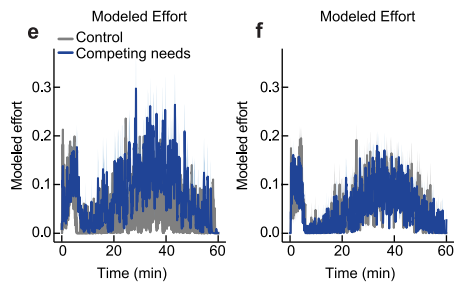 Modeled Effort
Modeled Effort
e
f
Control
Competing needs
Modeled effort
0.3
0.2
0.1
0.0
0
20
40
60
Time (min)
Modeled effort
0.3
0.2
0.1
0.0
0
20
40
60
Time (min)